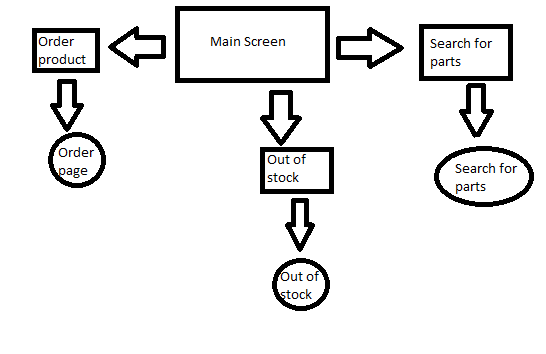 Order
product
Main Screen
Search for
parts
Order
page
Out of
stock
Search for
parts
Out of
stock